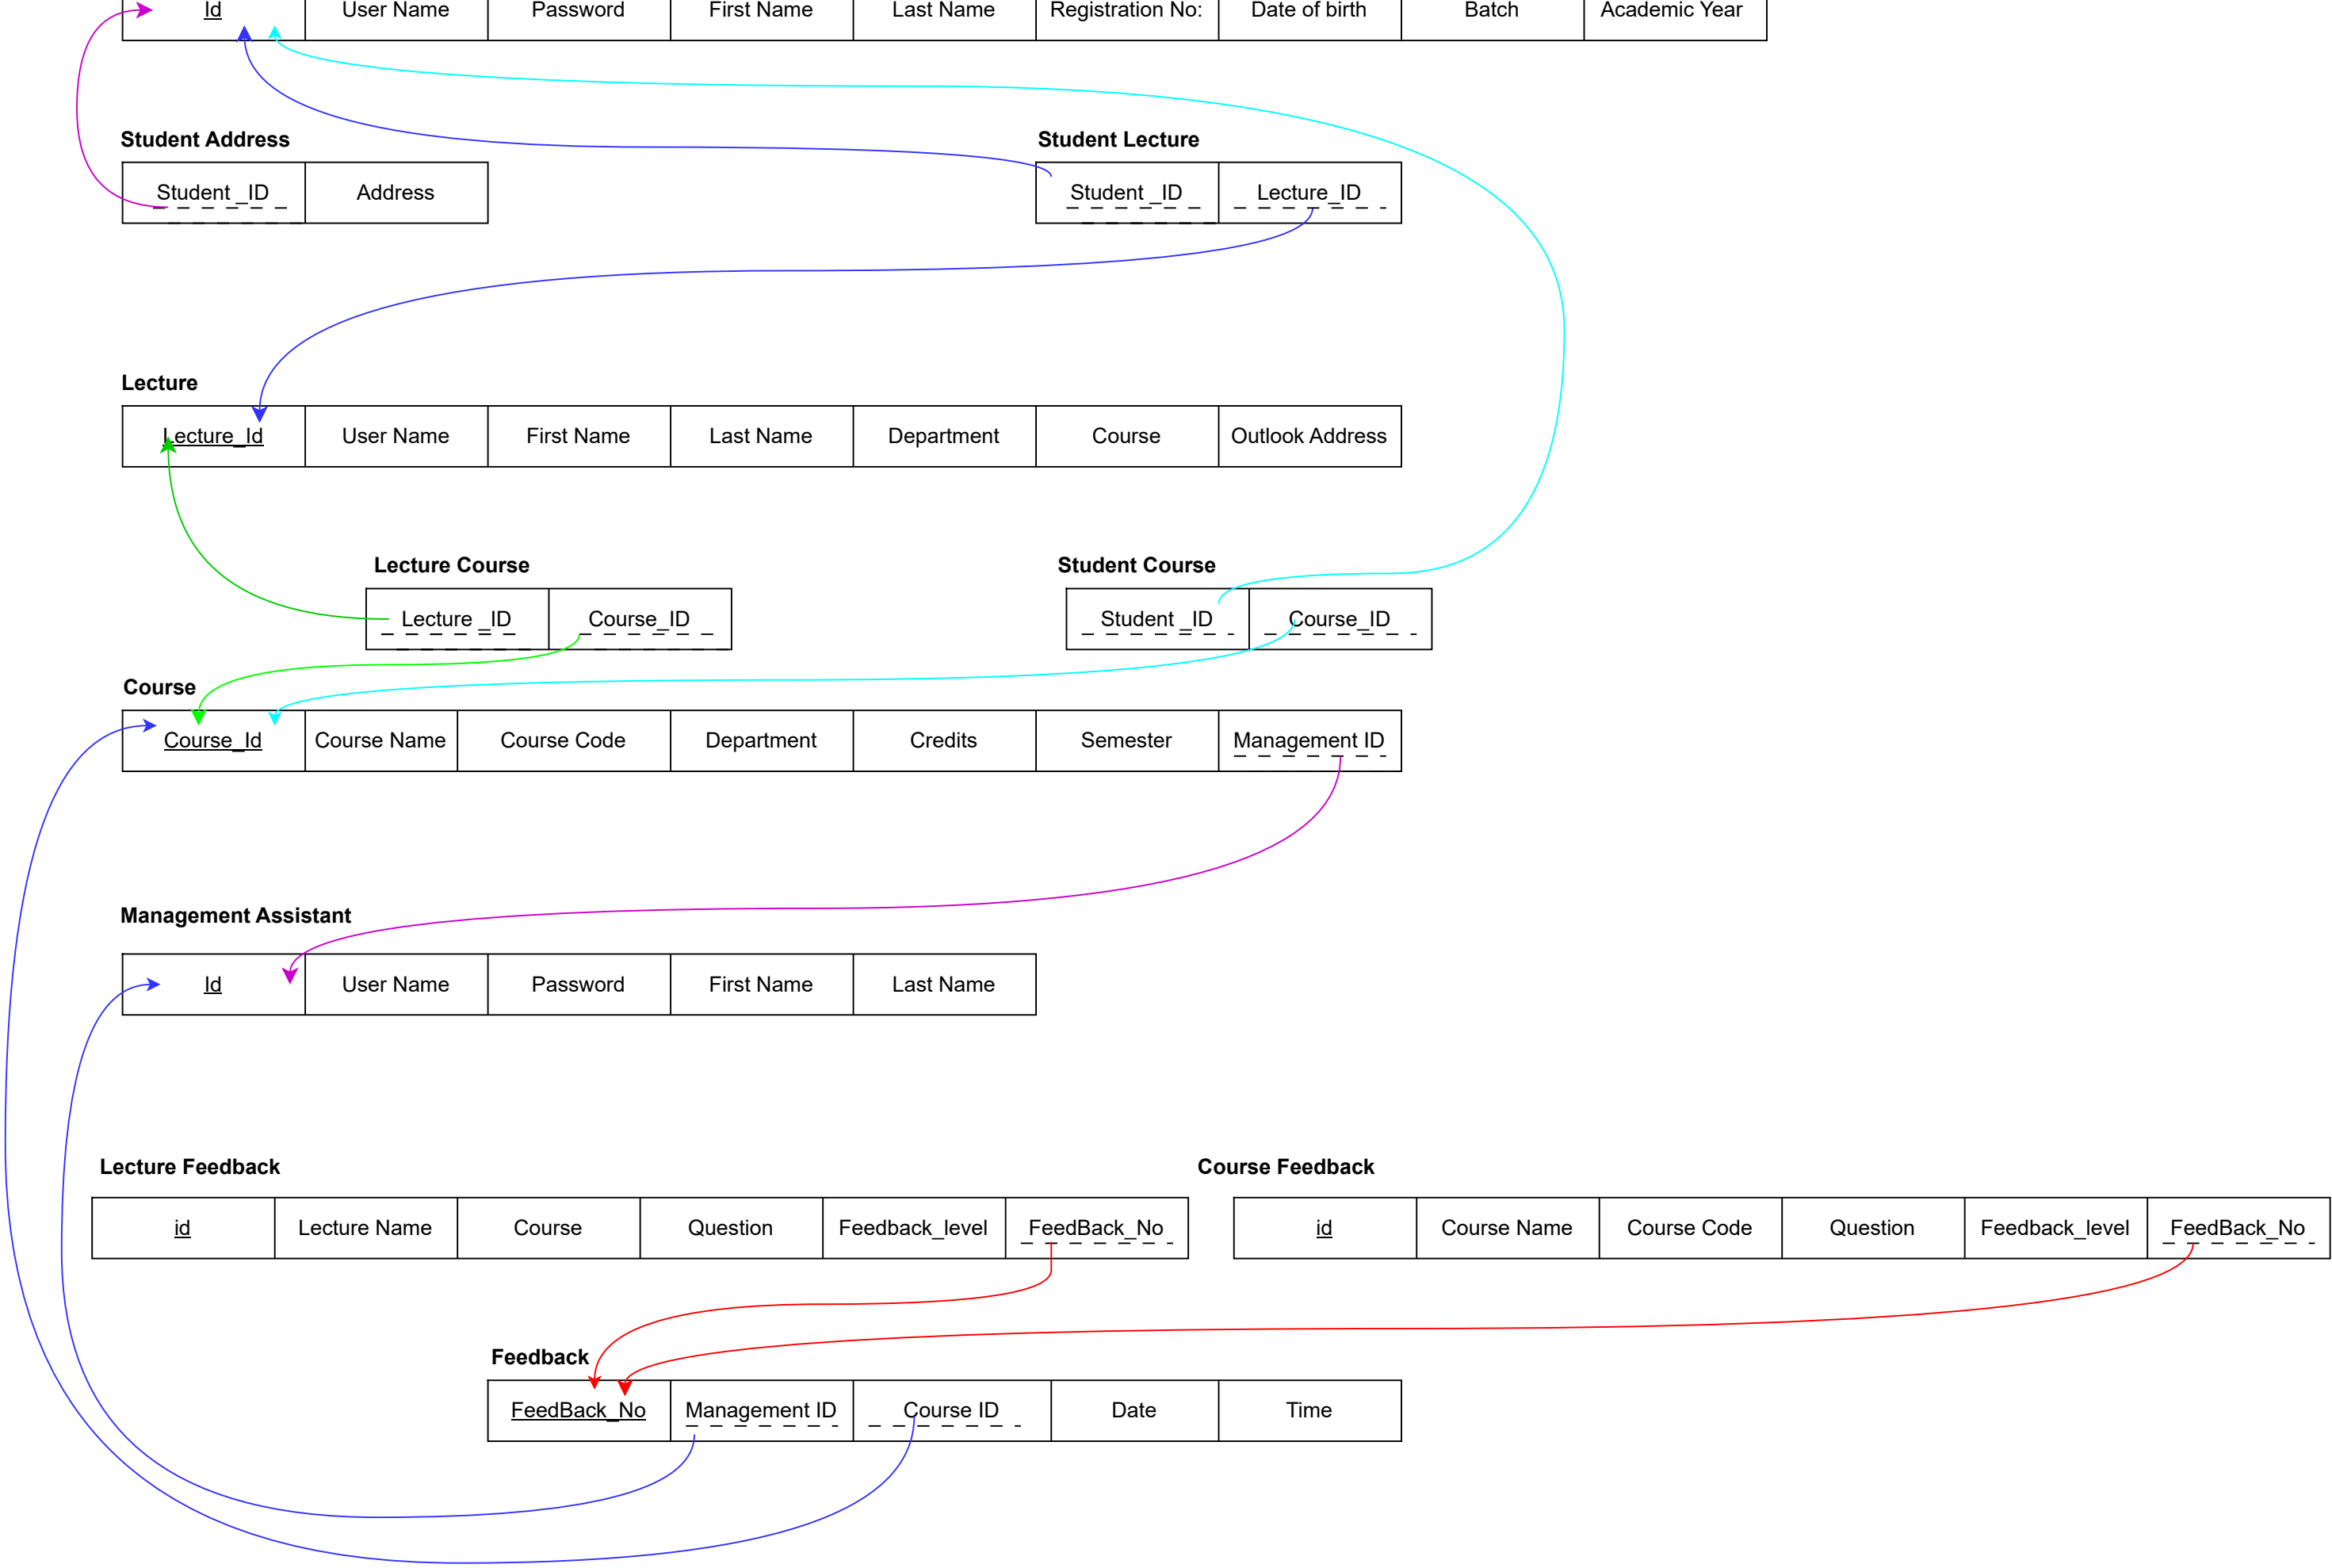 Id User Name Password First Name Last Name Registration No: Date of birth Batch Academic Year
Student Address Student Lecture
Student _ID Address Student _ID Lecture_ID
Lecture
Lecture_Id User Name First Name Last Name Department Course Outlook Address
Lecture Course Student Course
Lecture _ID Course_ID Student _ID Course_ID
Course
Course_Id Course Name Course Code Department Credits Semester Management ID
Management Assistant
Id User Name Password First Name Last Name
Lecture Feedback Course Feedback
id Lecture Name Course Question Feedback_level FeedBack_No id Course Name Course Code Question Feedback_level FeedBack_No
Feedback
FeedBack_No Management ID Course ID Date Time